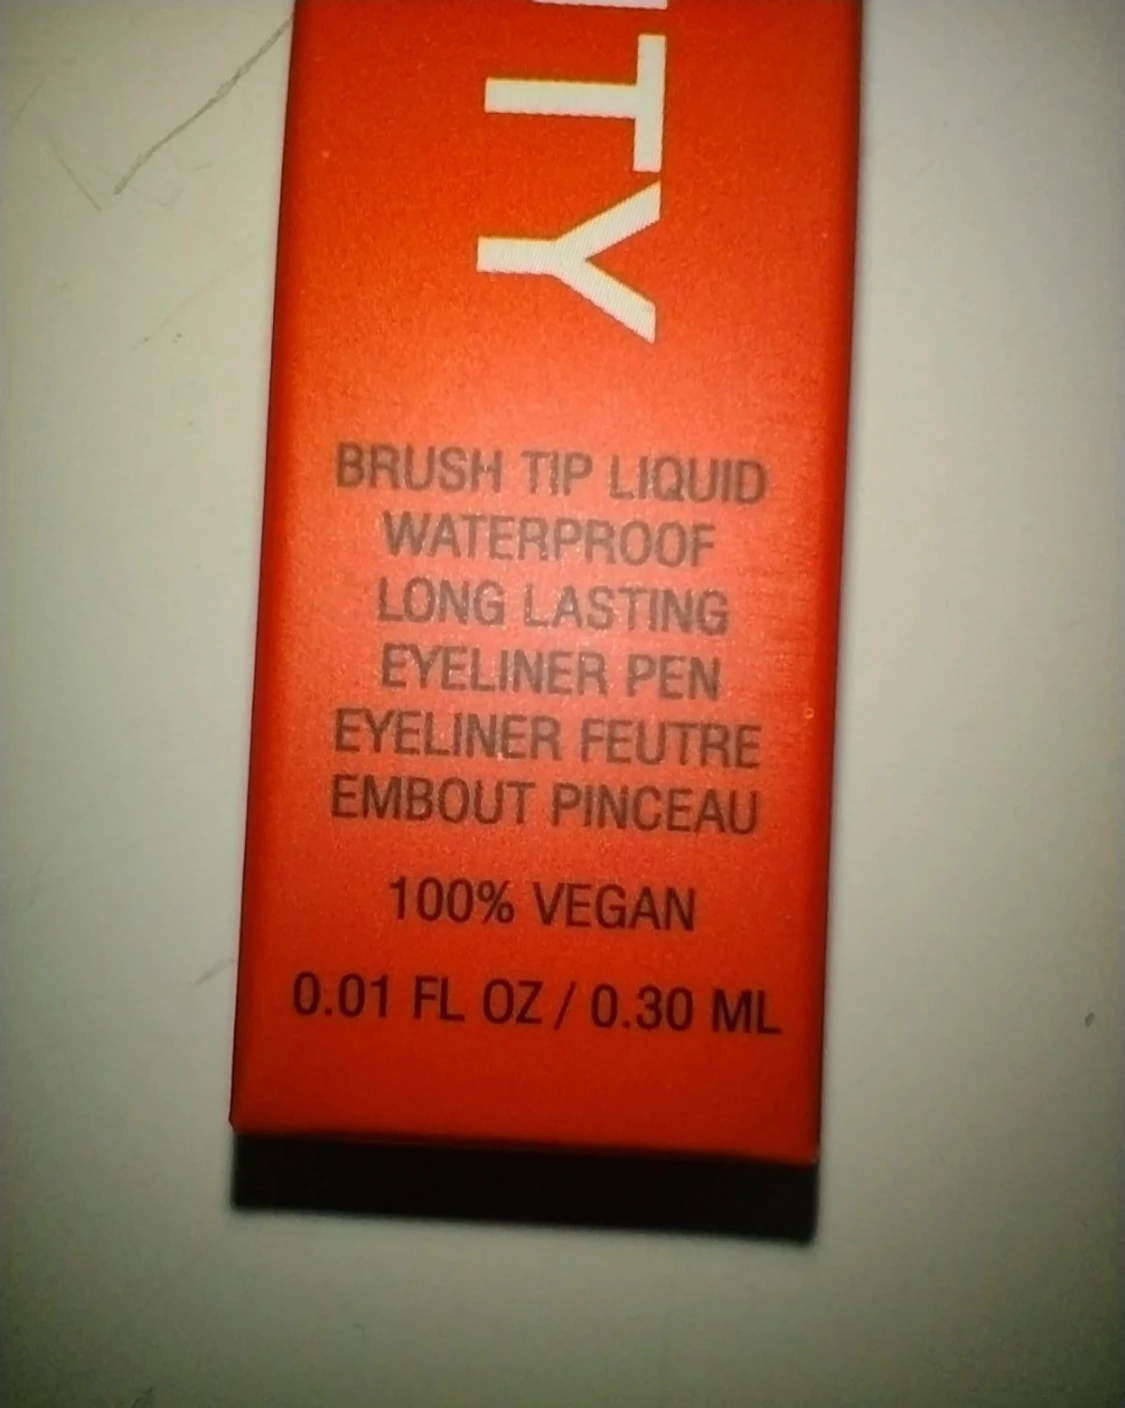 TY
BRUSH TIP LIQUID
WATERPROOF
LONG LASTING
EYELINER PEN
EYELINER FEUTRE
EMBOUT PINCEAU
100% VEGAN
0.01 FL OZ / 0.30 ML